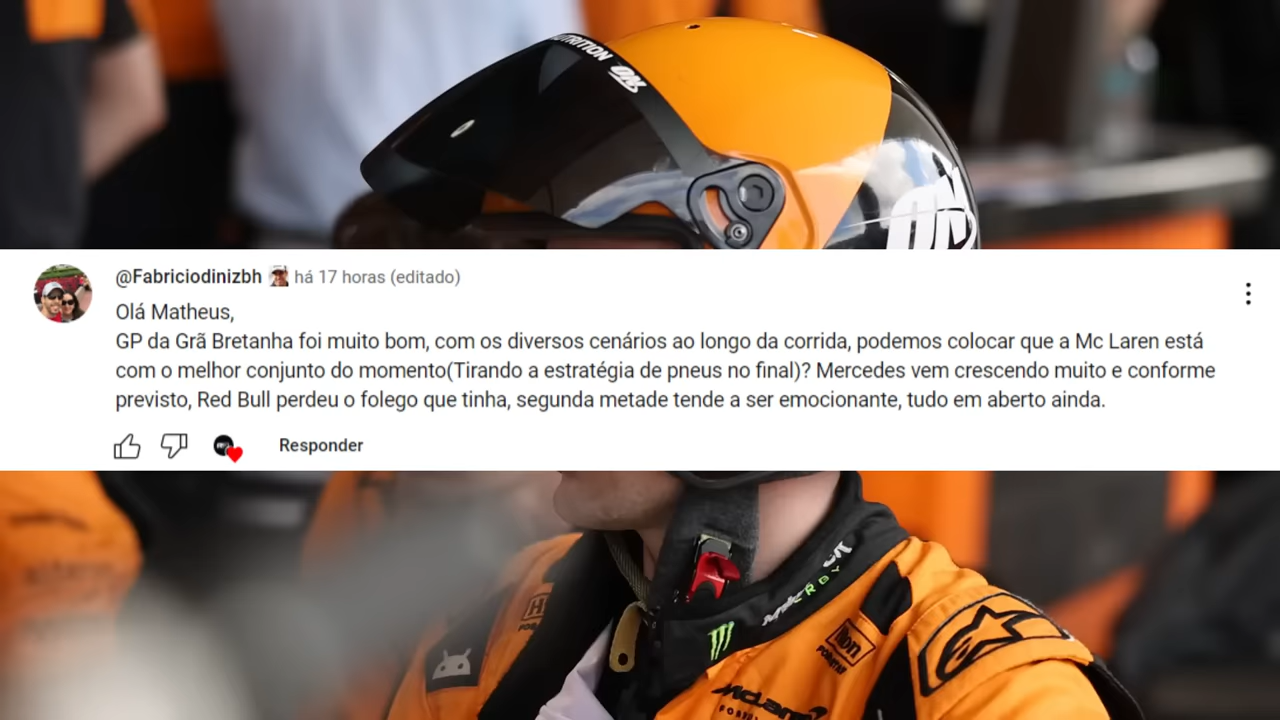 ON
@Fabriciodinizbh há 17 horas (editado)
Olá Matheus,
GP da Grã Bretanha foi muito bom, com os diversos cenários ao longo da corrida, podemos colocar que a Mc Laren está
com o melhor conjunto do momento(Tirando a estratégia de pneus no final)? Mercedes vem crescendo muito e conforme
previsto, Red Bull perdeu o folego que tinha, segunda metade tende a ser emocionante, tudo em aberto ainda.
Responder
McLaren